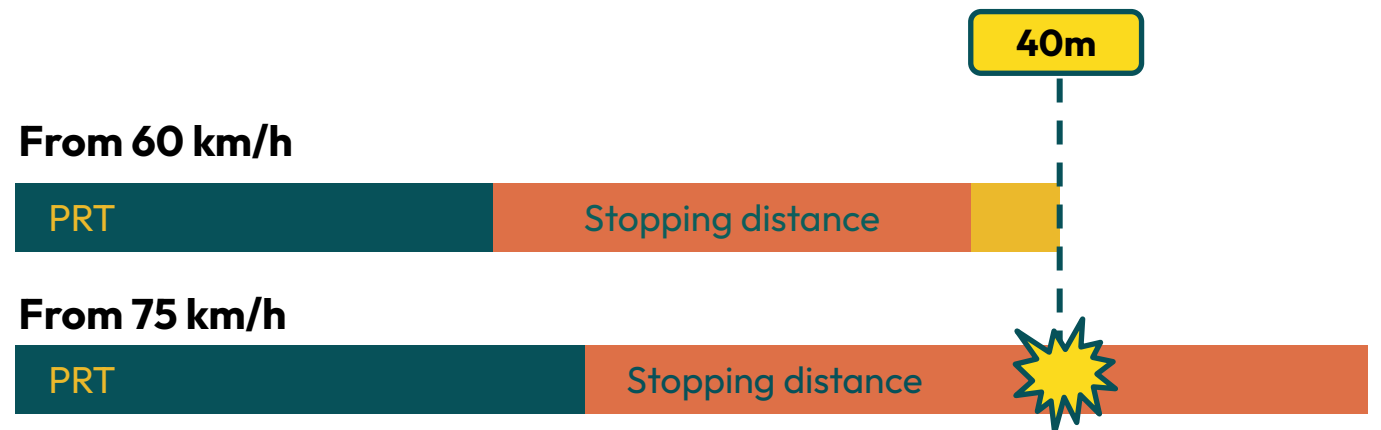 40m
From 60 km/h
PRT Stopping distance
From 75 km/h
PRT Stopping distance